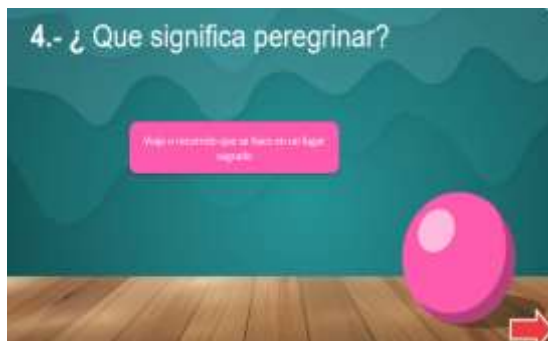 4.- ¿ Que significa peregrinar?
Viaje o recorrido que se hace en un lugar
sagrado